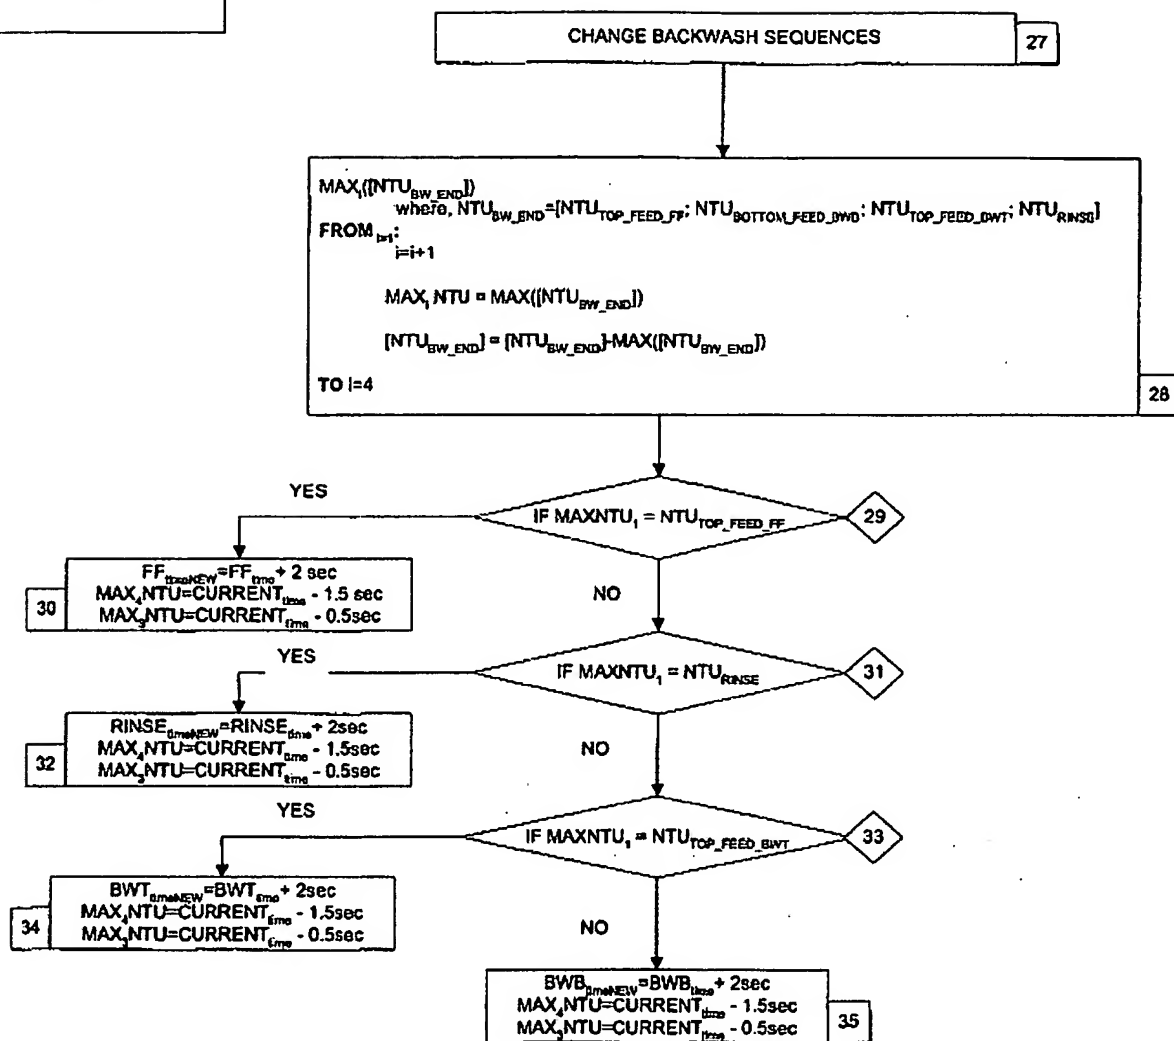 CHANGE BACKWASH SEQUENCES
27
MAX_i([NTU_BW_END])
where, NTU_BW_END=[NTU_TOP_FEED_FF; NTU_BOTTOM_FEED_BWB; NTU_TOP_FEED_BWT; NTU_RINSE]
FROM i=1:
i=i+1
MAX_i NTU = MAX([NTU_BW_END])
[NTU_BW_END] = [NTU_BW_END]-MAX([NTU_BW_END])
TO i=4
28
IF MAXNTU_1 = NTU_TOP_FEED_FF
29
YES
NO
FF_timeNEW=FF_time + 2 sec
MAX_4NTU=CURRENT_time - 1.5 sec
MAX_3NTU=CURRENT_time - 0.5sec
30
IF MAXNTU_1 = NTU_RINSE
31
YES
NO
RINSE_timeNEW=RINSE_time + 2sec
MAX_4NTU=CURRENT_time - 1.5sec
MAX_3NTU=CURRENT_time - 0.5sec
32
IF MAXNTU_1 = NTU_TOP_FEED_BWT
33
YES
NO
BWT_timeNEW=BWT_time + 2sec
MAX_4NTU=CURRENT_time - 1.5sec
MAX_3NTU=CURRENT_time - 0.5sec
34
BWB_timeNEW=BWB_time + 2sec
MAX_4NTU=CURRENT_time - 1.5sec
MAX_3NTU=CURRENT_time - 0.5sec
35